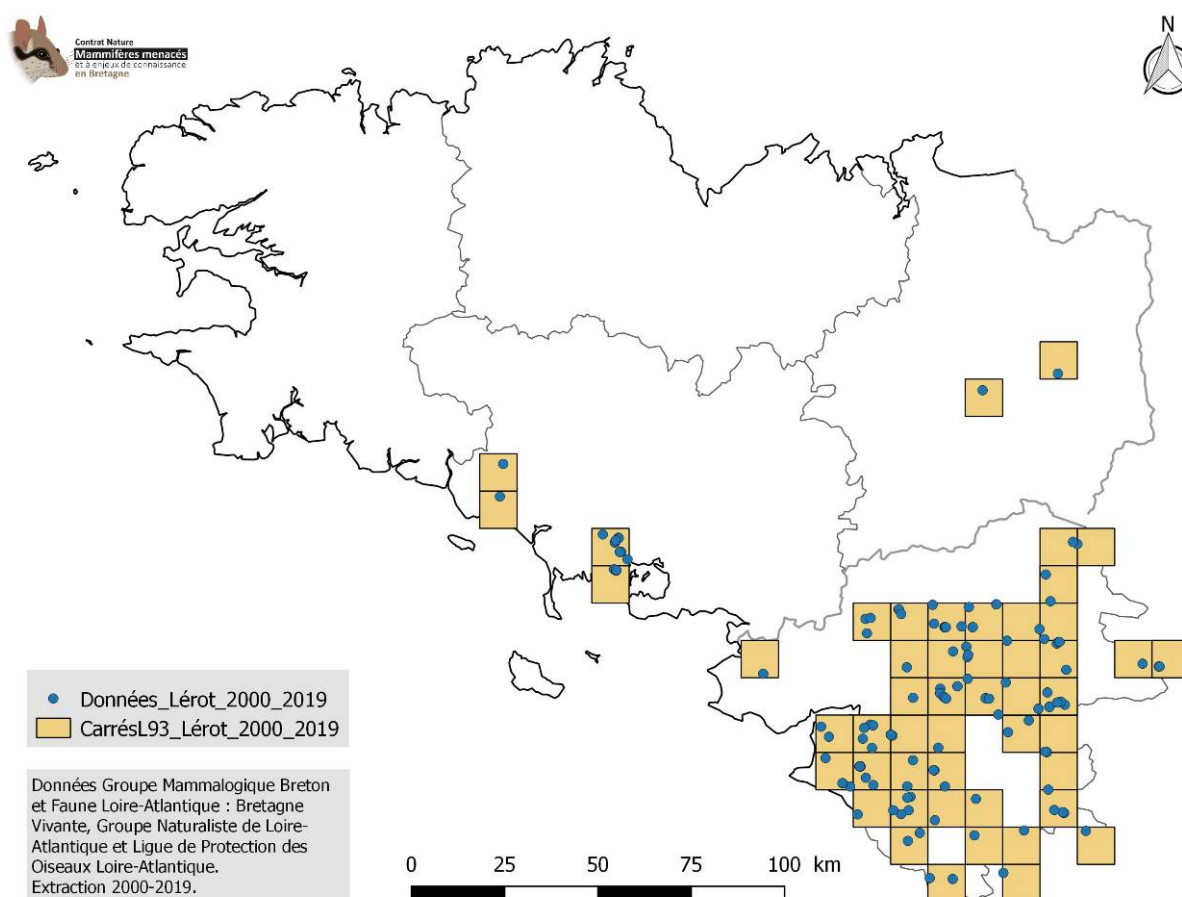 Contrat Nature
Mammifères menacés
et à enjeux de connaissance
en Bretagne
N
Données_Lérot_2000_2019
CarrésL93_Lérot_2000_2019
Données Groupe Mammalogique Breton
et Faune Loire-Atlantique : Bretagne
Vivante, Groupe Naturaliste de Loire-
Atlantique et Ligue de Protection des
Oiseaux Loire-Atlantique.
Extraction 2000-2019.
0 25 50 75 100 km